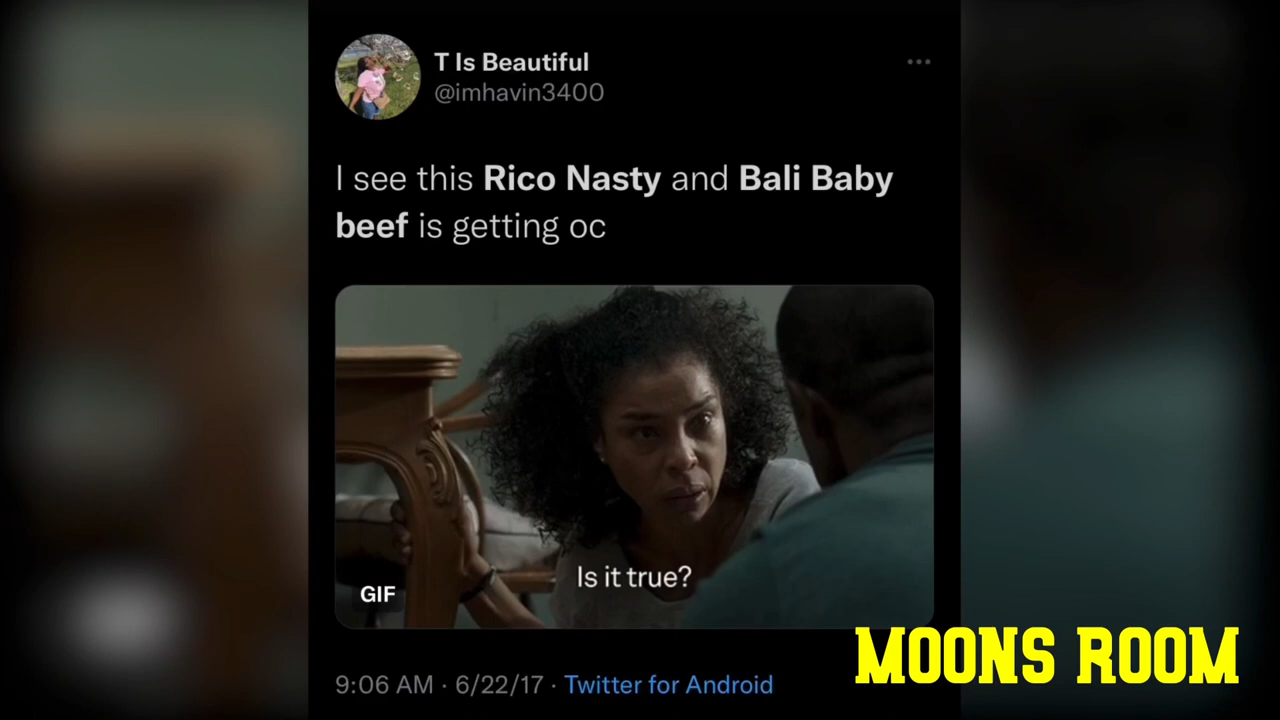 T Is Beautiful
@imhavin3400
I see this Rico Nasty and Bali Baby
beef is getting oc
Is it true?
GIF
MOONS ROOM
9:06 AM · 6/22/17 · Twitter for Android